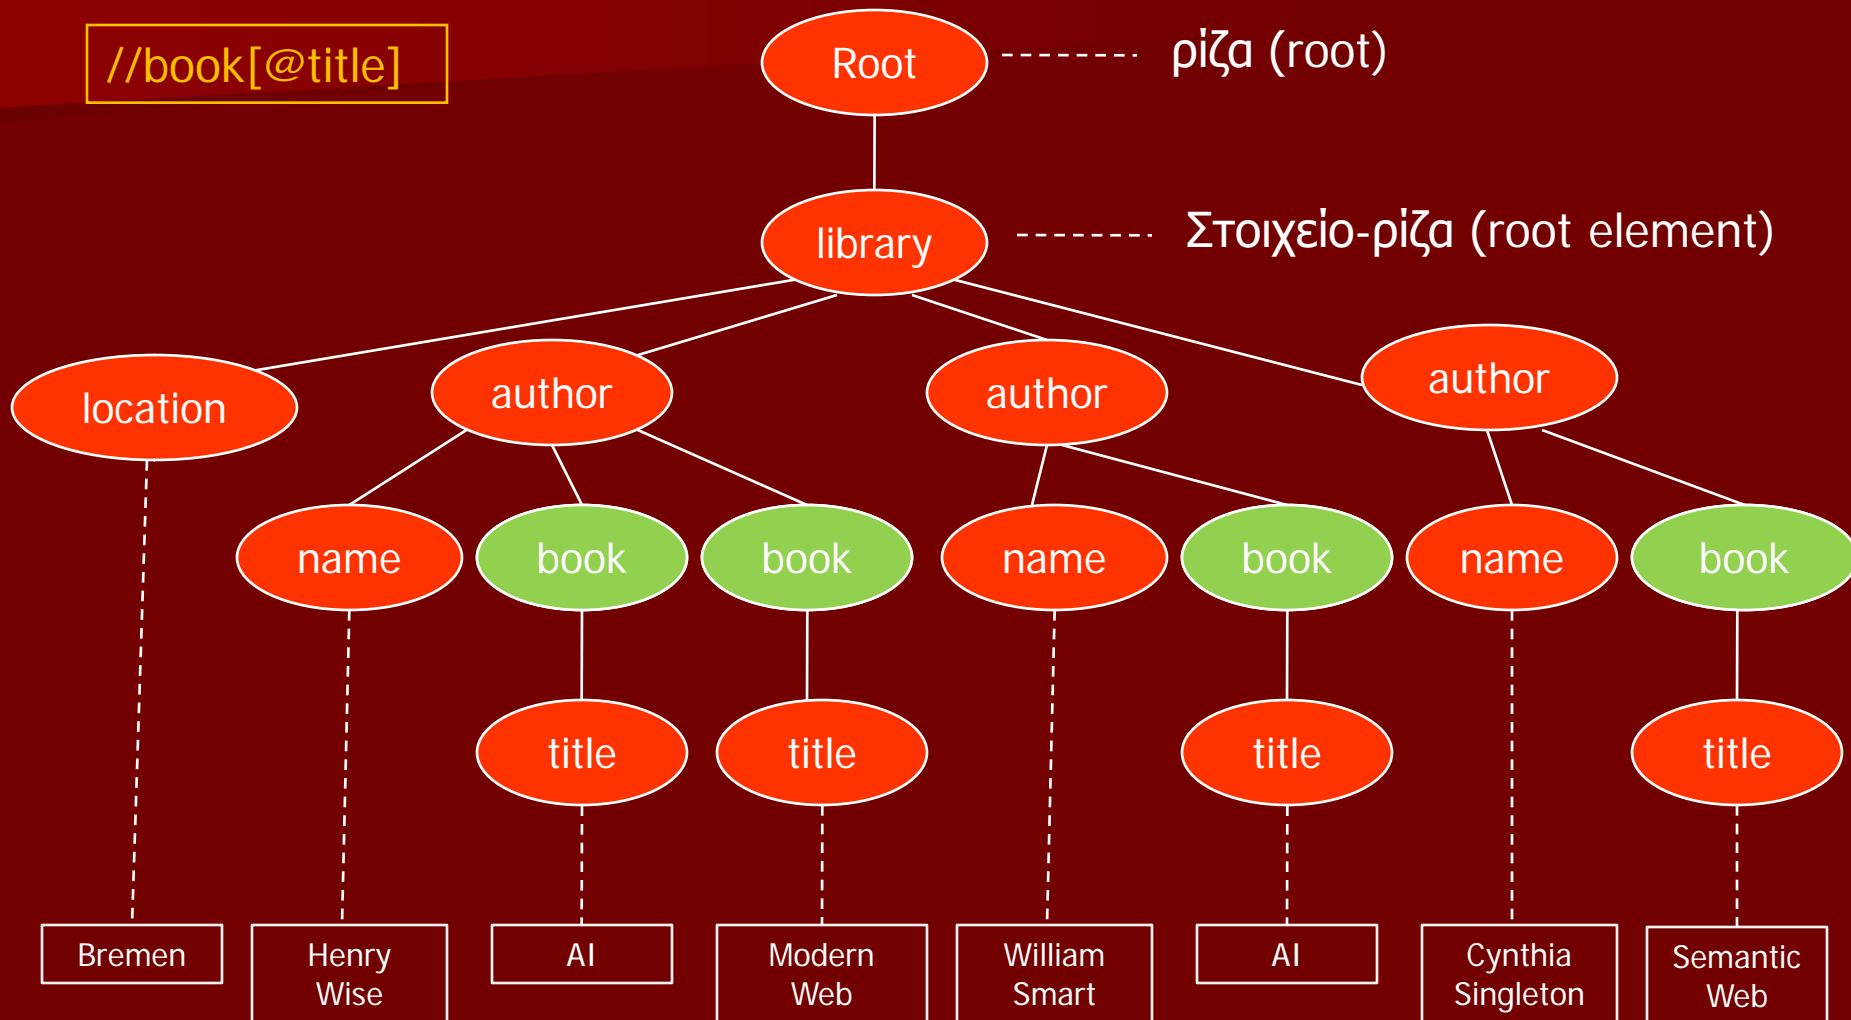 //book[@title]
Root
ρίζα (root)
library
Στοιχείο-ρίζα (root element)
location
author
author
author
name
book
book
name
book
name
book
title
title
title
title
Bremen
Henry
Wise
AI
Modern
Web
William
Smart
AI
Cynthia
Singleton
Semantic
Web